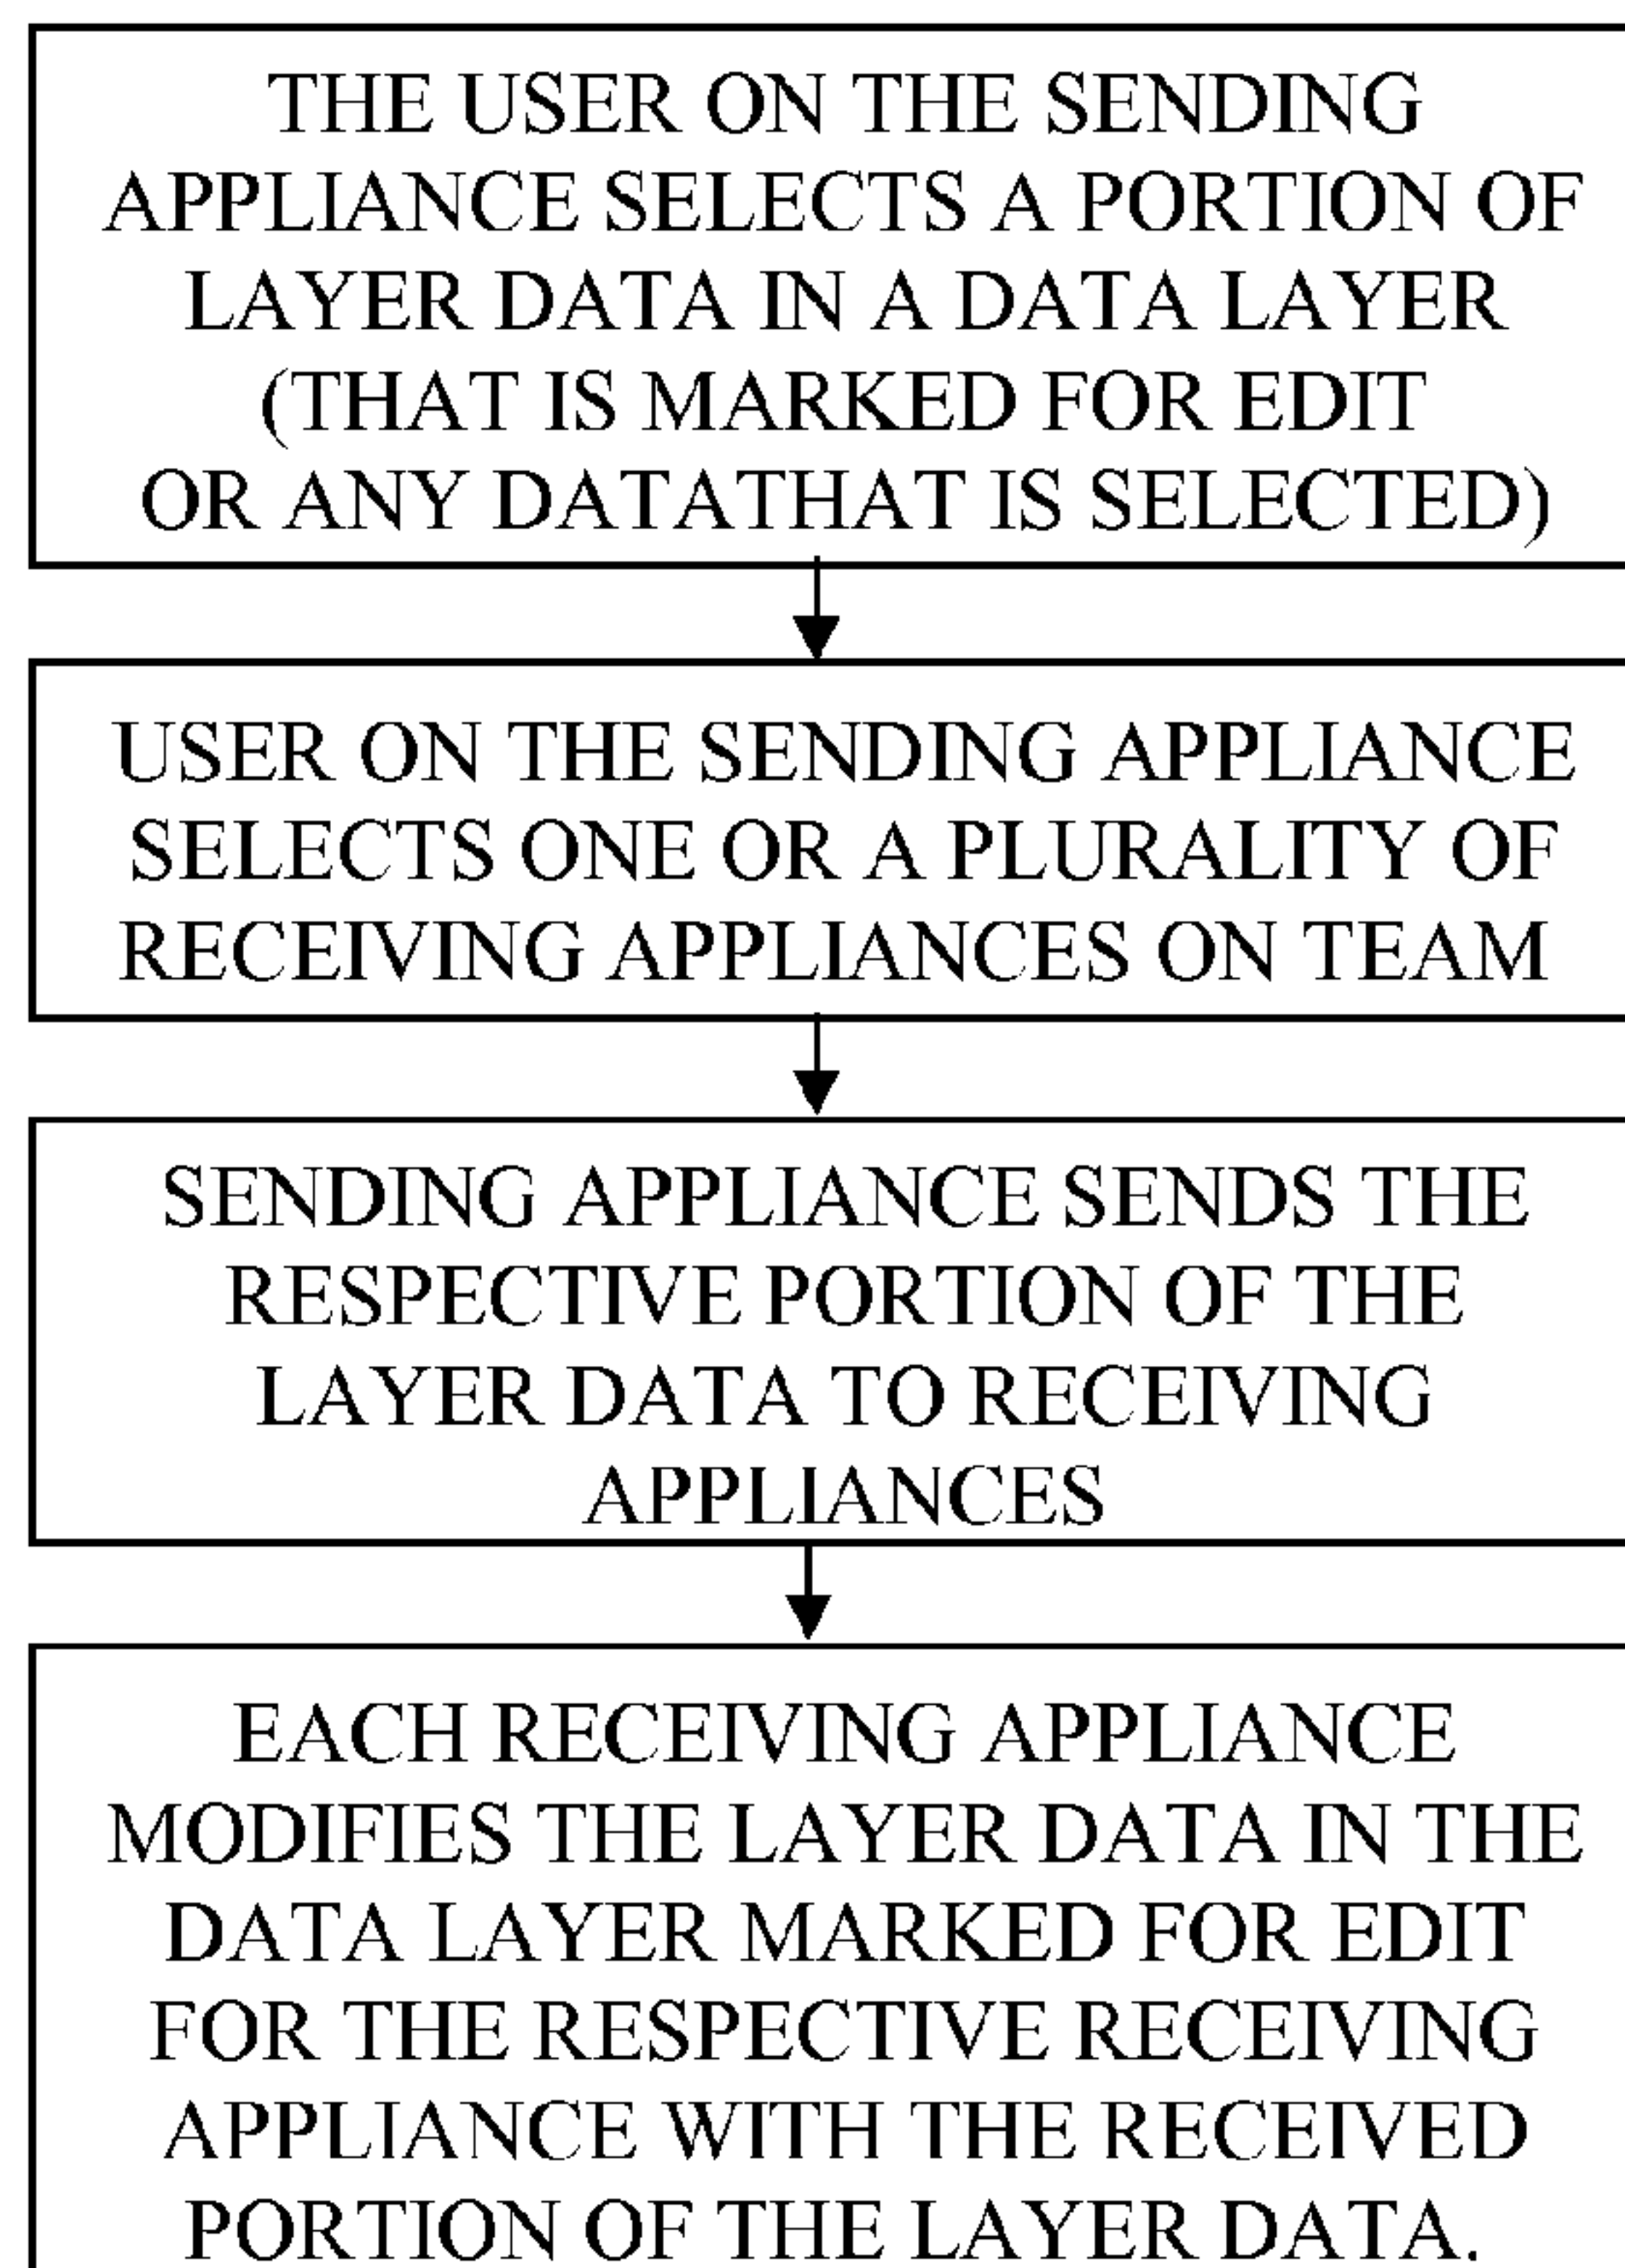 THE USER ON THE SENDING
APPLIANCE SELECTS A PORTION OF
LAYER DATA IN A DATA LAYER
(THAT IS MARKED FOR EDIT
OR ANY DATATHAT IS SELECTED)
USER ON THE SENDING APPLIANCE
SELECTS ONE OR A PLURALITY OF
RECEIVING APPLIANCES ON TEAM
SENDING APPLIANCE SENDS THE
RESPECTIVE PORTION OF THE
LAYER DATA TO RECEIVING
APPLIANCES
EACH RECEIVING APPLIANCE
MODIFIES THE LAYER DATA IN THE
DATA LAYER MARKED FOR EDIT
FOR THE RESPECTIVE RECEIVING
APPLIANCE WITH THE RECEIVED
PORTION OF THE LAYER DATA.